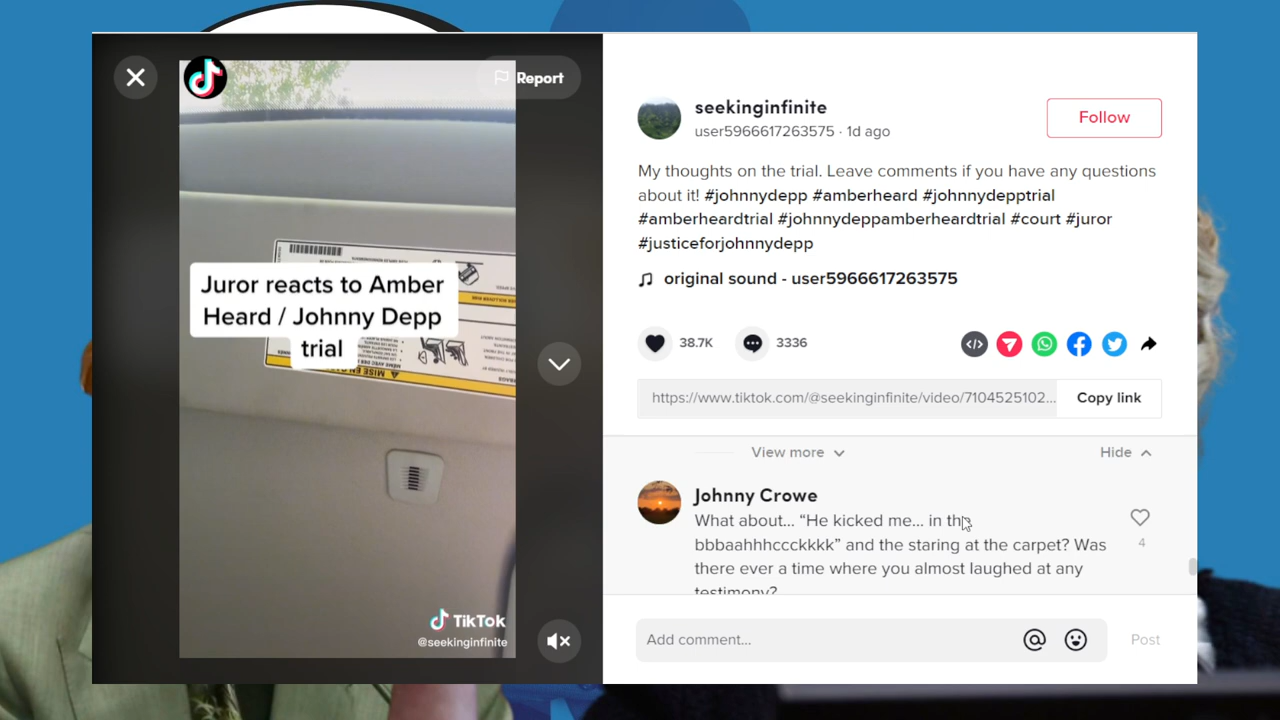 Report
Juror reacts to Amber
Heard / Johnny Depp
trial
MISE EN
TikTok
@seekinginfinite
seekinginfinite
user5966617263575 · 1d ago
Follow
My thoughts on the trial. Leave comments if you have any questions
about it! #johnnydepp #amberheard #johnnydepptrial
#amberheardtrial #johnnydeppamberheardtrial #court #juror
#justiceforjohnnydepp
original sound - user5966617263575
38.7K
3336
https://www.tiktok.com/@seekinginfinite/video/7104525102...
Copy link
View more
Hide
Johnny Crowe
What about... “He kicked me... in the
bbbaahhhccckkkk” and the staring at the carpet? Was
there ever a time where you almost laughed at any
testimony?
4
Add comment...
Post